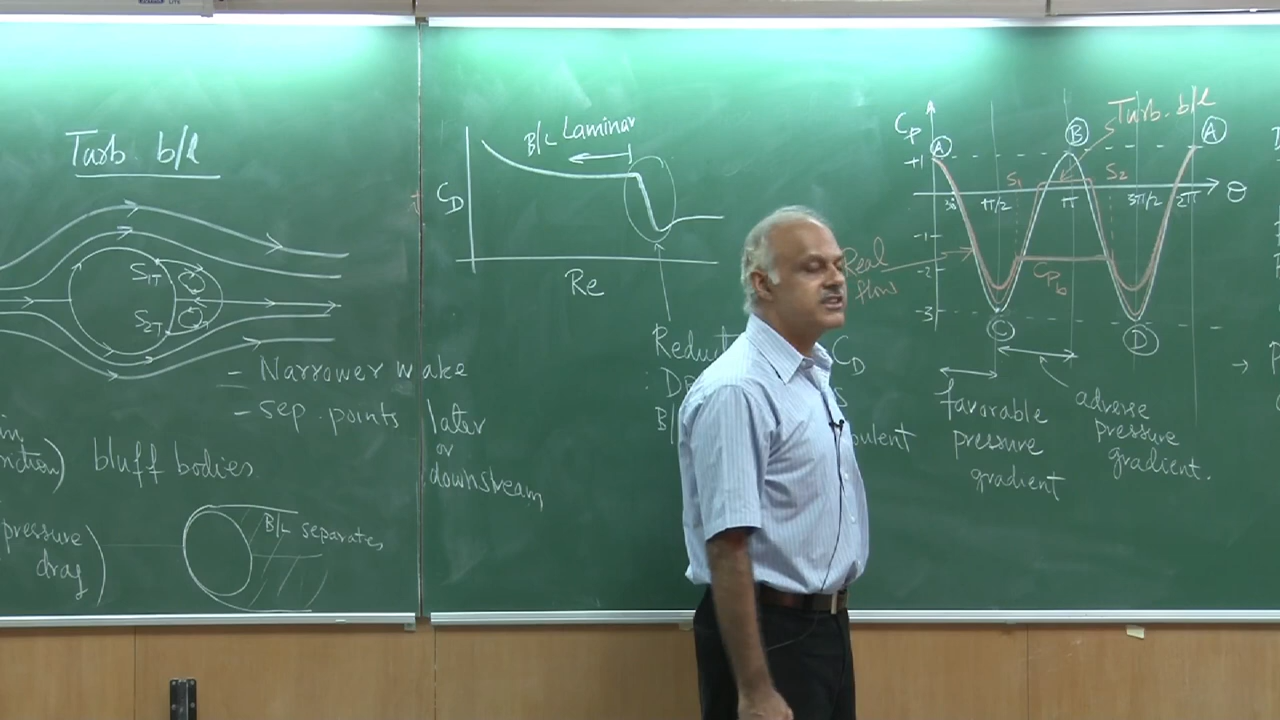 Turb. b/l
S1T
S2T
- Narrower wake
- sep. points later
or
downstream
bluff bodies
pressure
drag)
B/L separates
B/L Laminar
CD
Re
CD
Turb. b/l
CP
A
B
A
+1
S
S1
S2
π/2
π
3π/2
2π
θ
-1
-2
-3
flow
CPb
C
D
favorable
pressure
gradient
adverse
pressure
gradient.